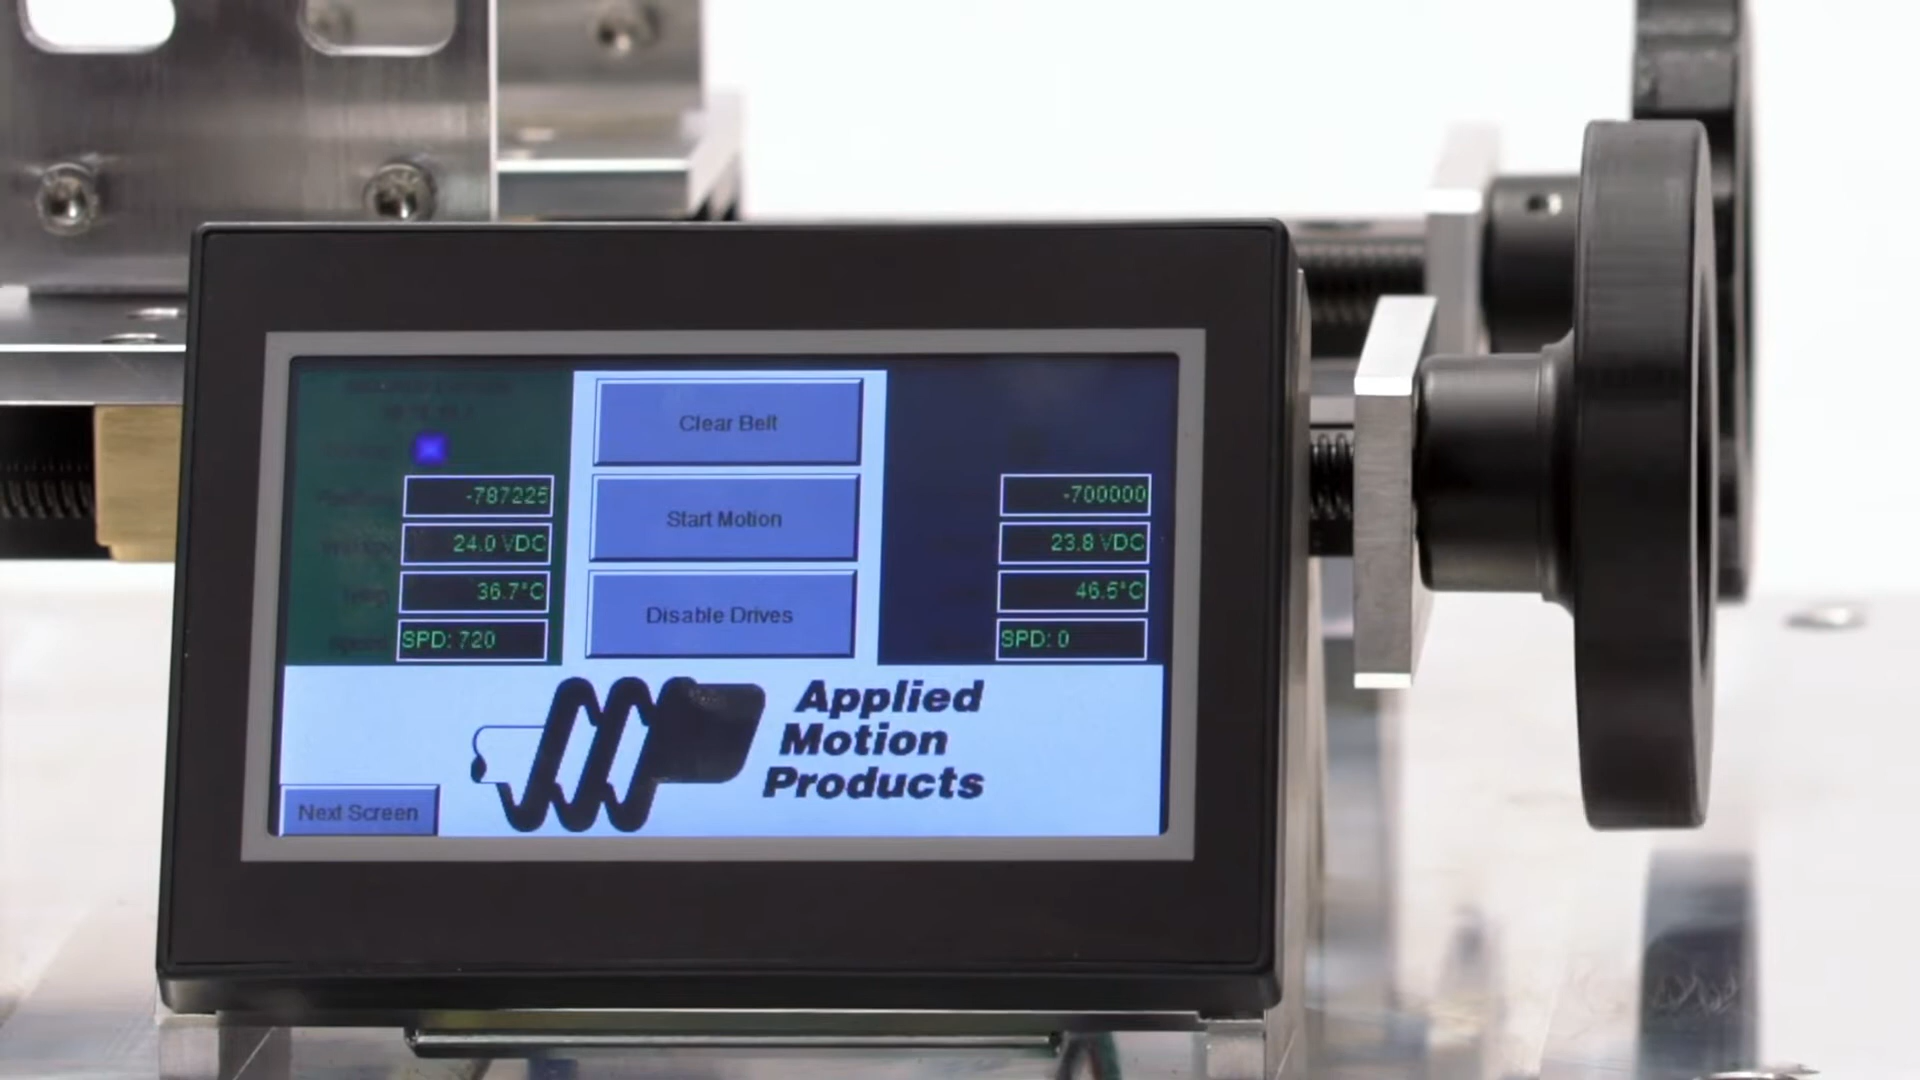 Clear Belt
Start Motion
Disable Drives
-787225
24.0 VDC
36.7°C
SPD: 720
-700000
23.8 VDC
46.5°C
SPD: 0
Applied
Motion
Products
Next Screen